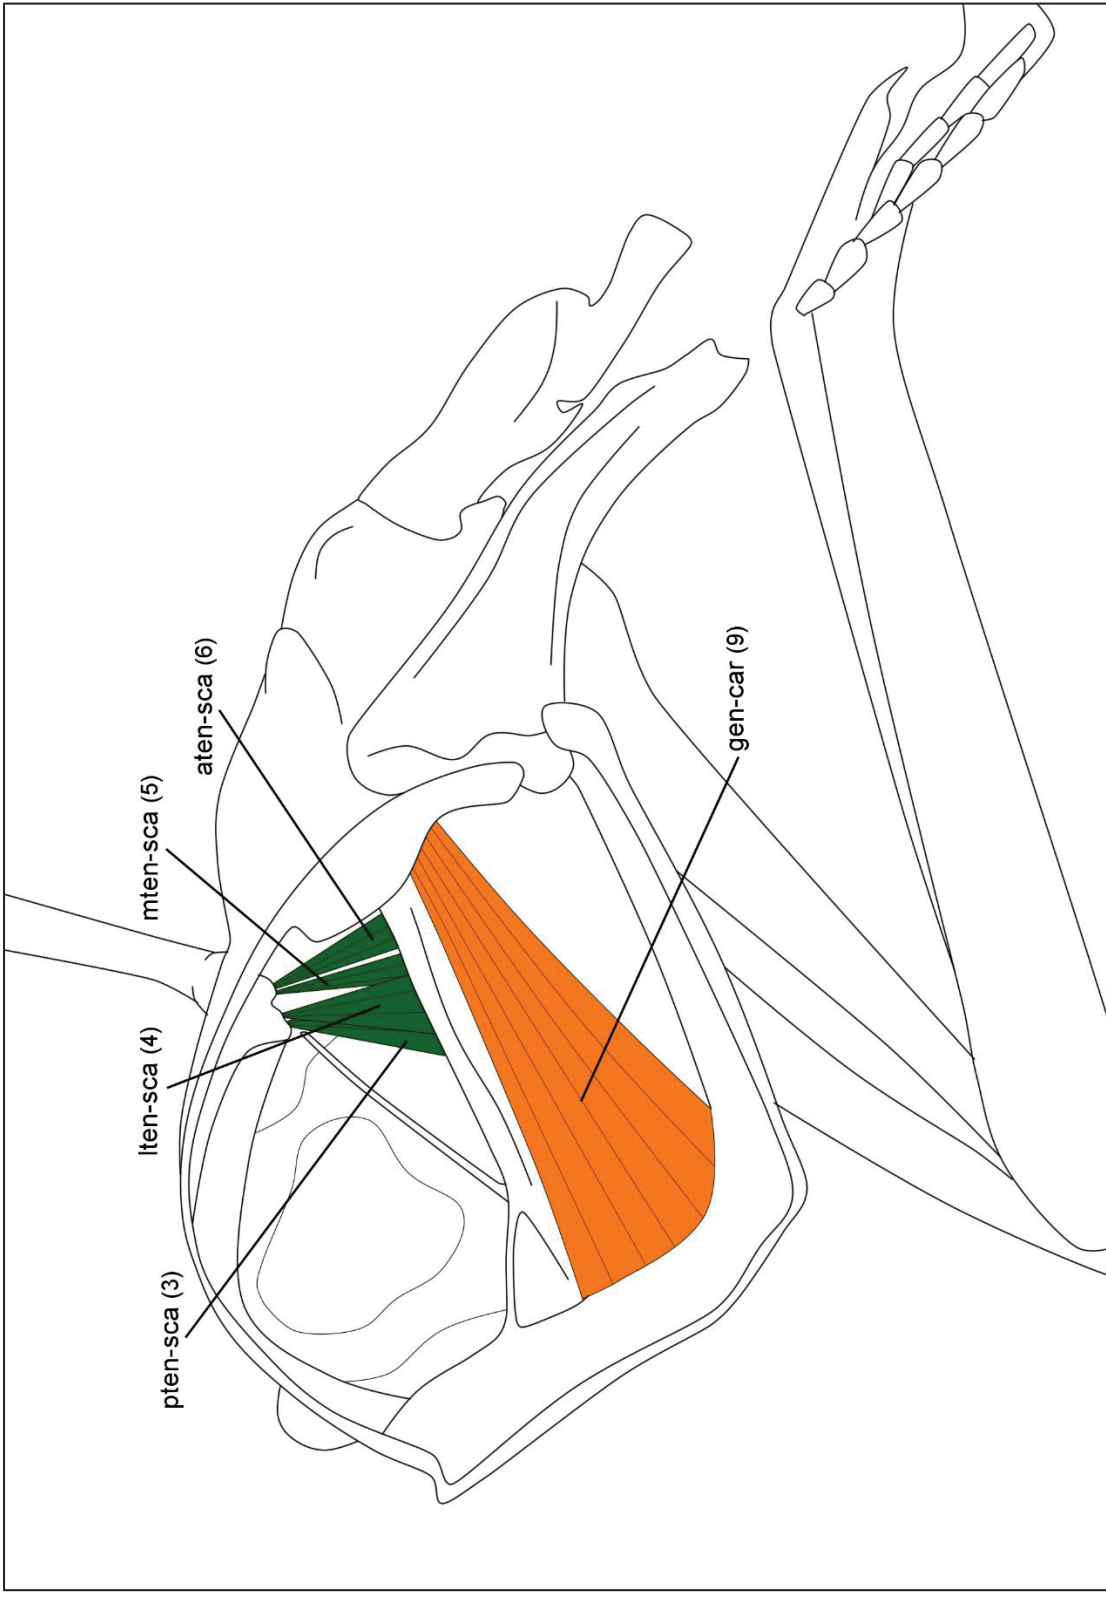 pten-sca (3)
lten-sca (4)
mten-sca (5)
aten-sca (6)
gen-car (9)